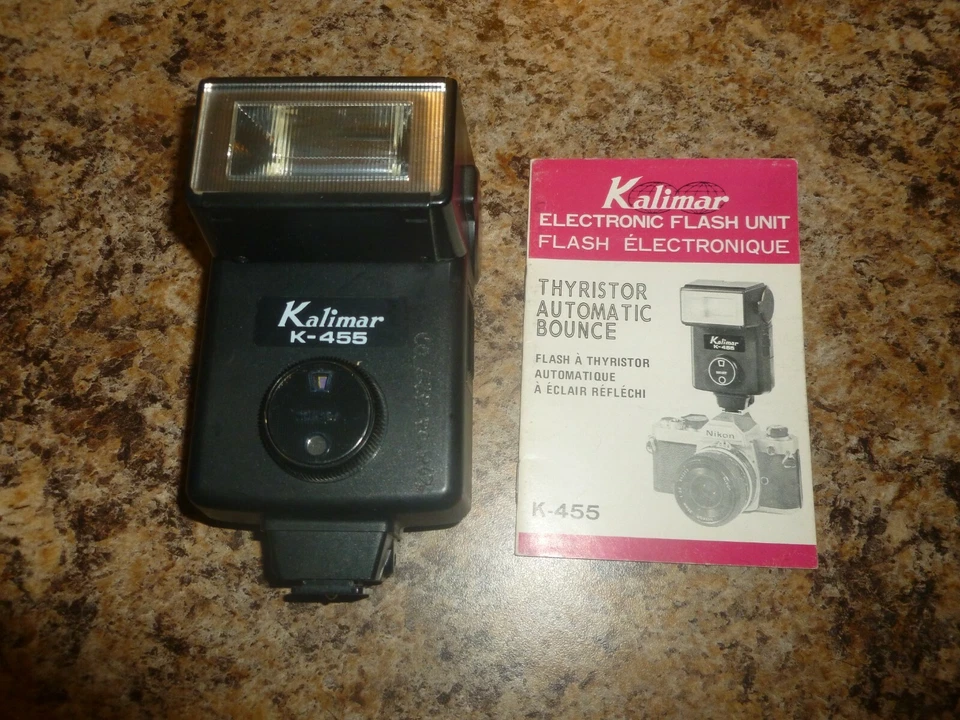 Kalimar
K-455
Kalimar
ELECTRONIC FLASH UNIT
FLASH ÉLECTRONIQUE
THYRISTOR
AUTOMATIC
BOUNCE
FLASH À THYRISTOR
AUTOMATIQUE
À ÉCLAIR RÉFLÉCHI
Kalimar
K-455
Nikon
K-455